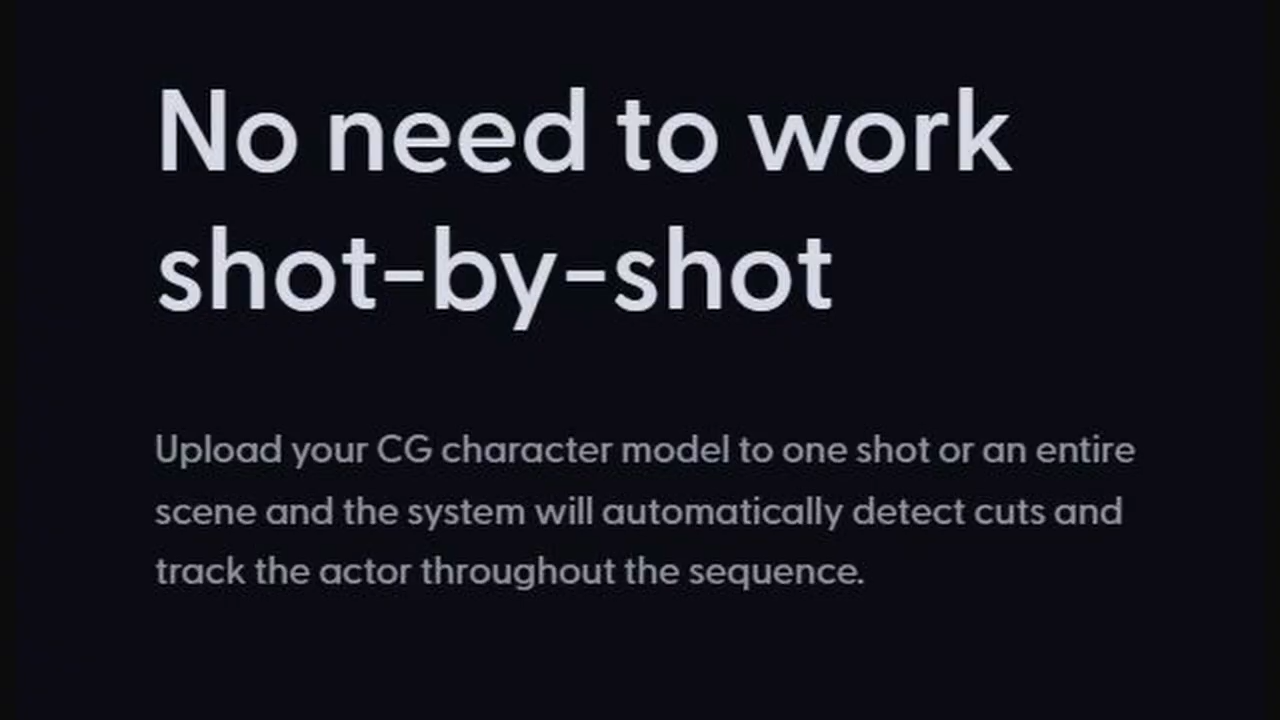 No need to work
shot-by-shot
Upload your CG character model to one shot or an entire
scene and the system will automatically detect cuts and
track the actor throughout the sequence.